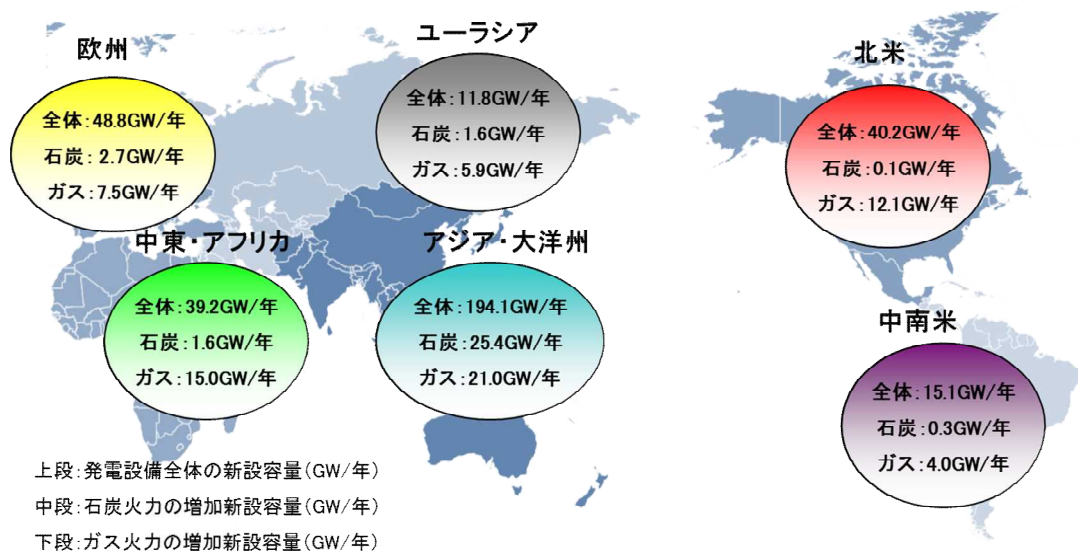 欧州
全体:48.8GW/年
石炭:2.7GW/年
ガス:7.5GW/年
ユーラシア
全体:11.8GW/年
石炭:1.6GW/年
ガス:5.9GW/年
北米
全体:40.2GW/年
石炭:0.1GW/年
ガス:12.1GW/年
中東・アフリカ
全体:39.2GW/年
石炭:1.6GW/年
ガス:15.0GW/年
アジア・大洋州
全体:194.1GW/年
石炭:25.4GW/年
ガス:21.0GW/年
中南米
全体:15.1GW/年
石炭:0.3GW/年
ガス:4.0GW/年
上段:発電設備全体の新設容量(GW/年)
中段:石炭火力の増加新設容量(GW/年)
下段:ガス火力の増加新設容量(GW/年)